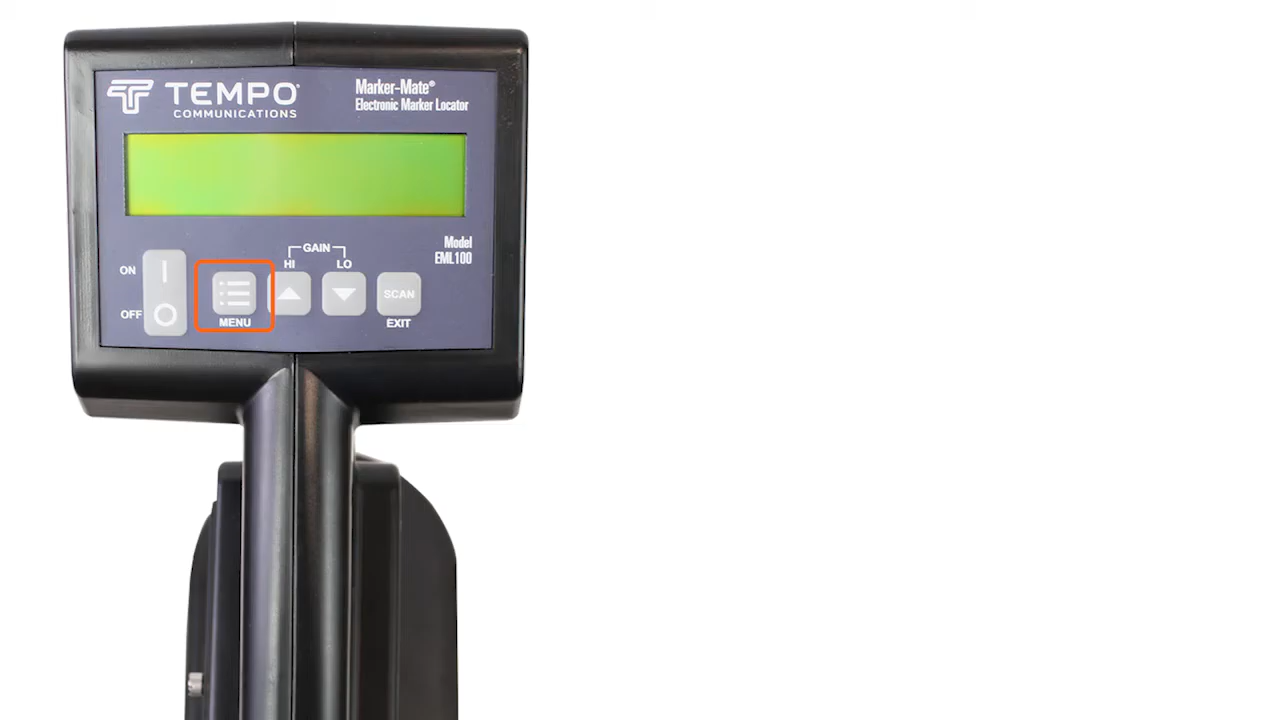 TEMPO
COMMUNICATIONS
Marker-Mate®
Electronic Marker Locator
Model
EML100
GAIN
HI LO
ON
OFF
MENU
SCAN
EXIT